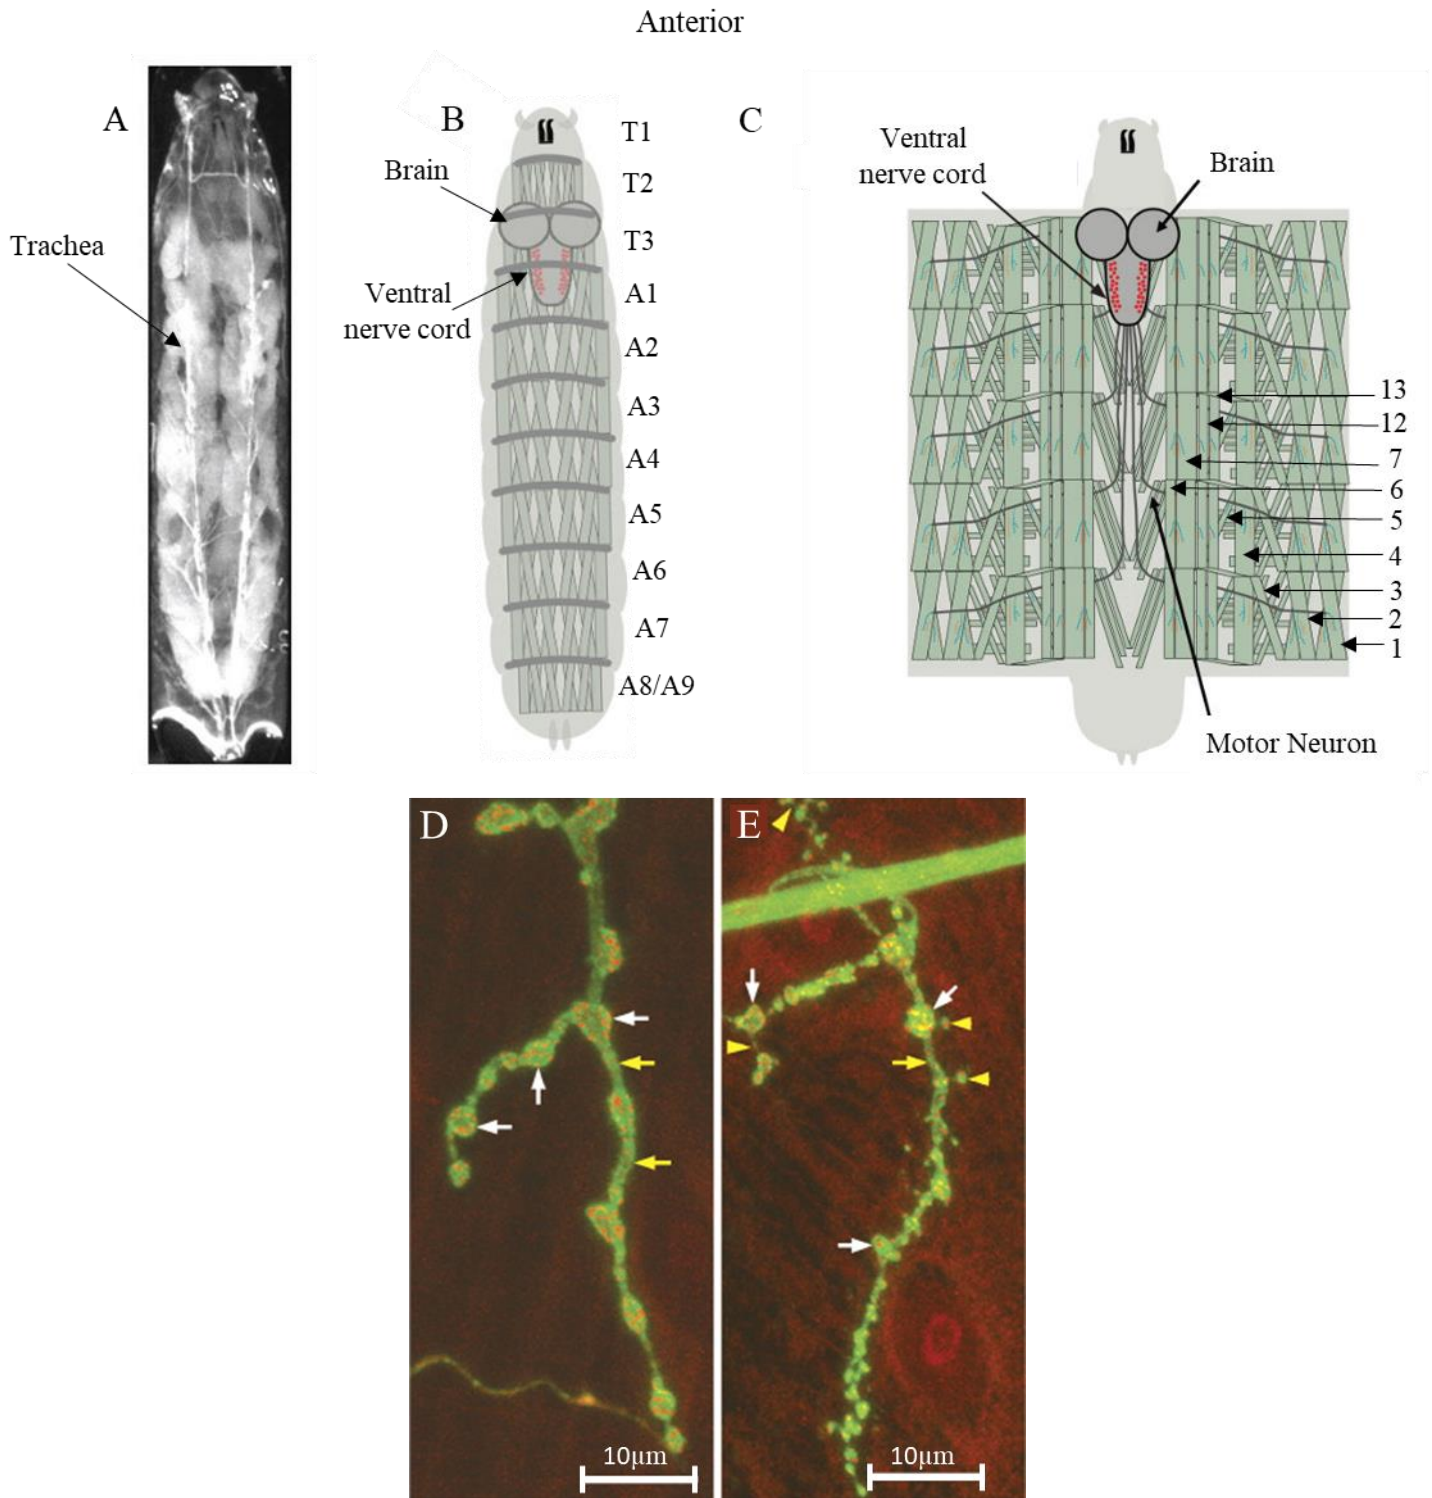 Anterior
A
Trachea
B
Brain
Ventral
nerve cord
T1
T2
T3
A1
A2
A3
A4
A5
A6
A7
A8/A9
C
Ventral
nerve cord
Brain
13
12
7
6
5
4
3
2
1
Motor Neuron
D
10µm
E
10µm